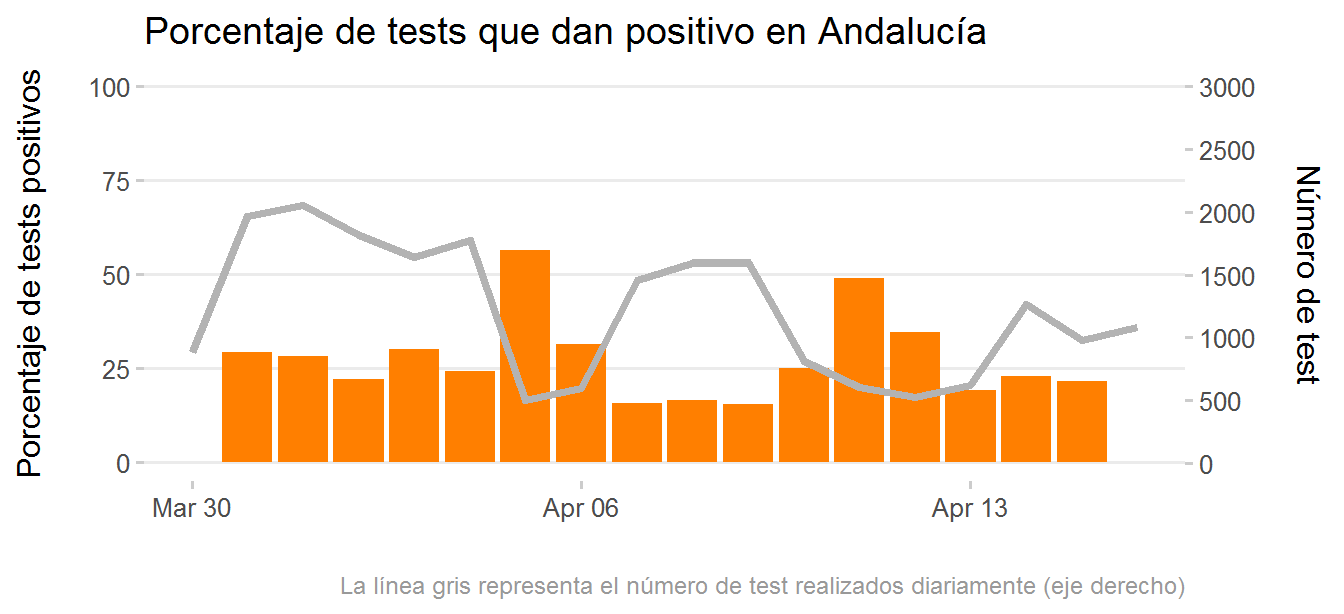 Porcentaje de tests que dan positivo en Andalucía
Porcentaje de tests positivos
100
75
50
25
0
3000
2500
2000
1500
1000
500
0
Número de test
Mar 30
Apr 06
Apr 13
La línea gris representa el número de test realizados diariamente (eje derecho)